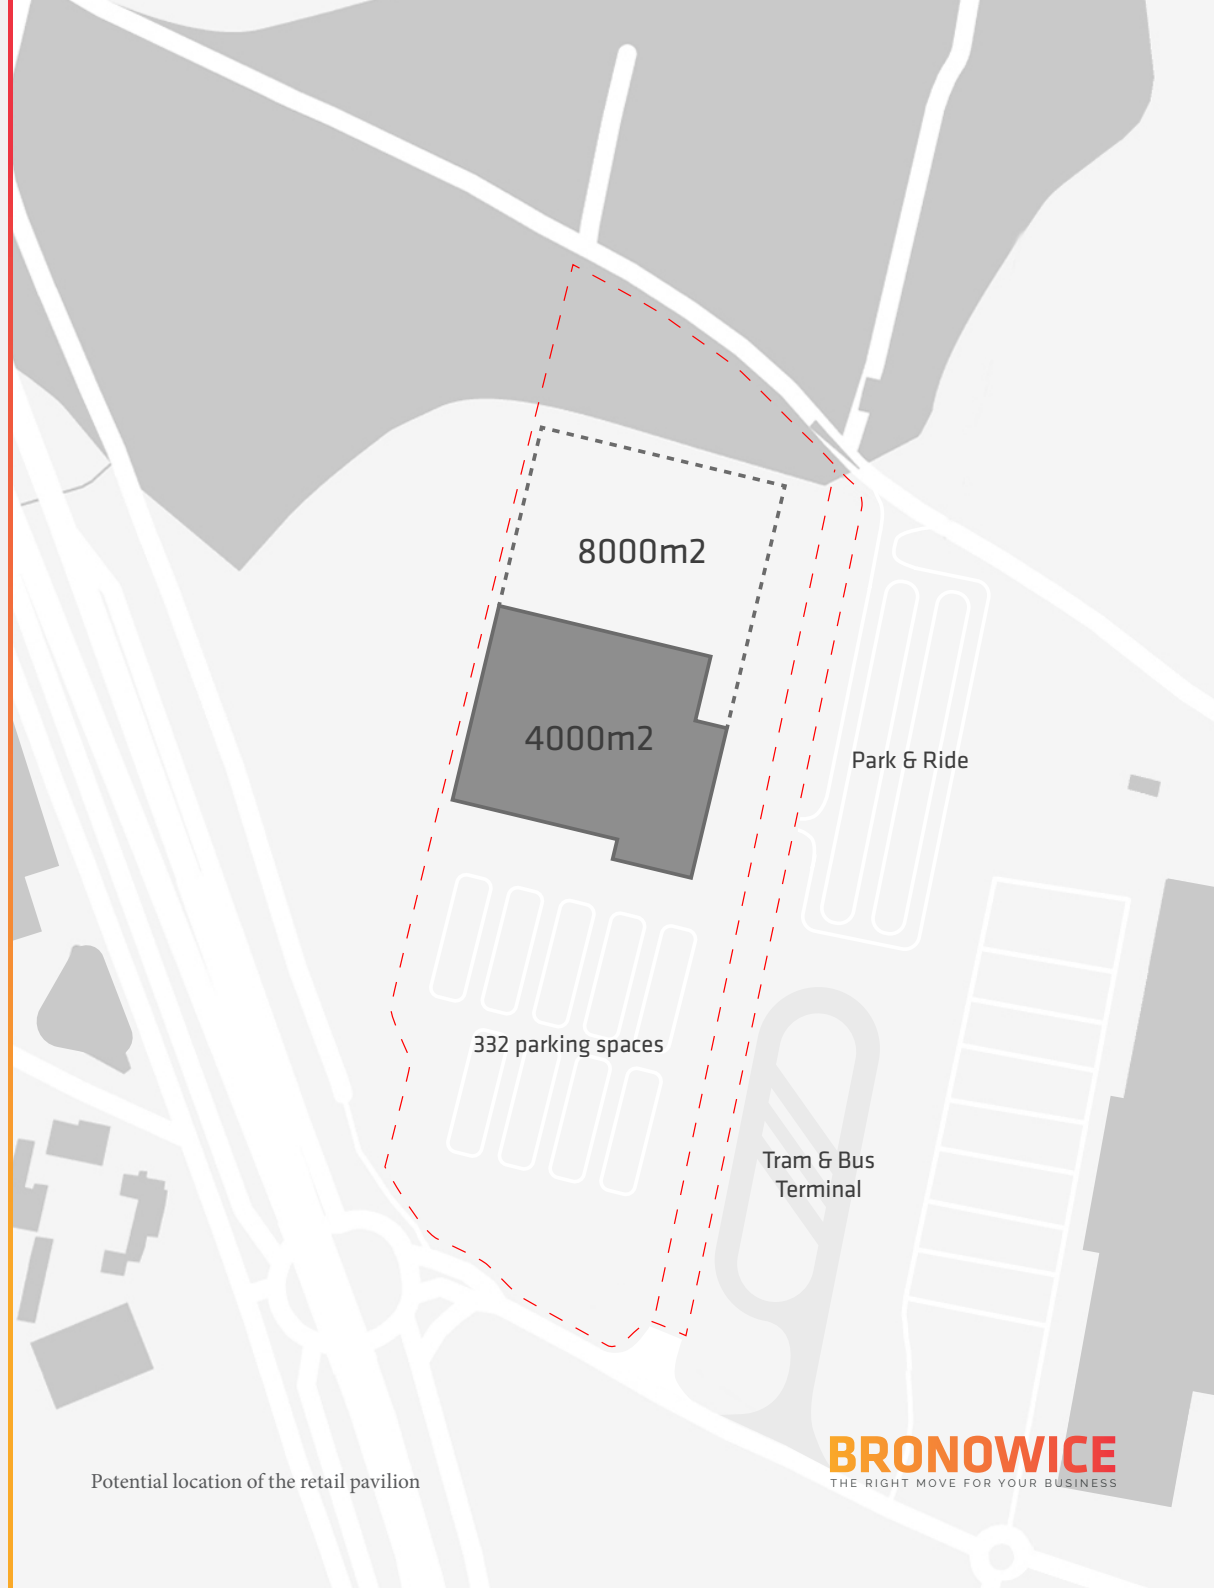 8000m2
4000m2
Park & Ride
332 parking spaces
Tram & Bus
Terminal
BRONOWICE
THE RIGHT MOVE FOR YOUR BUSINESS
Potential location of the retail pavilion